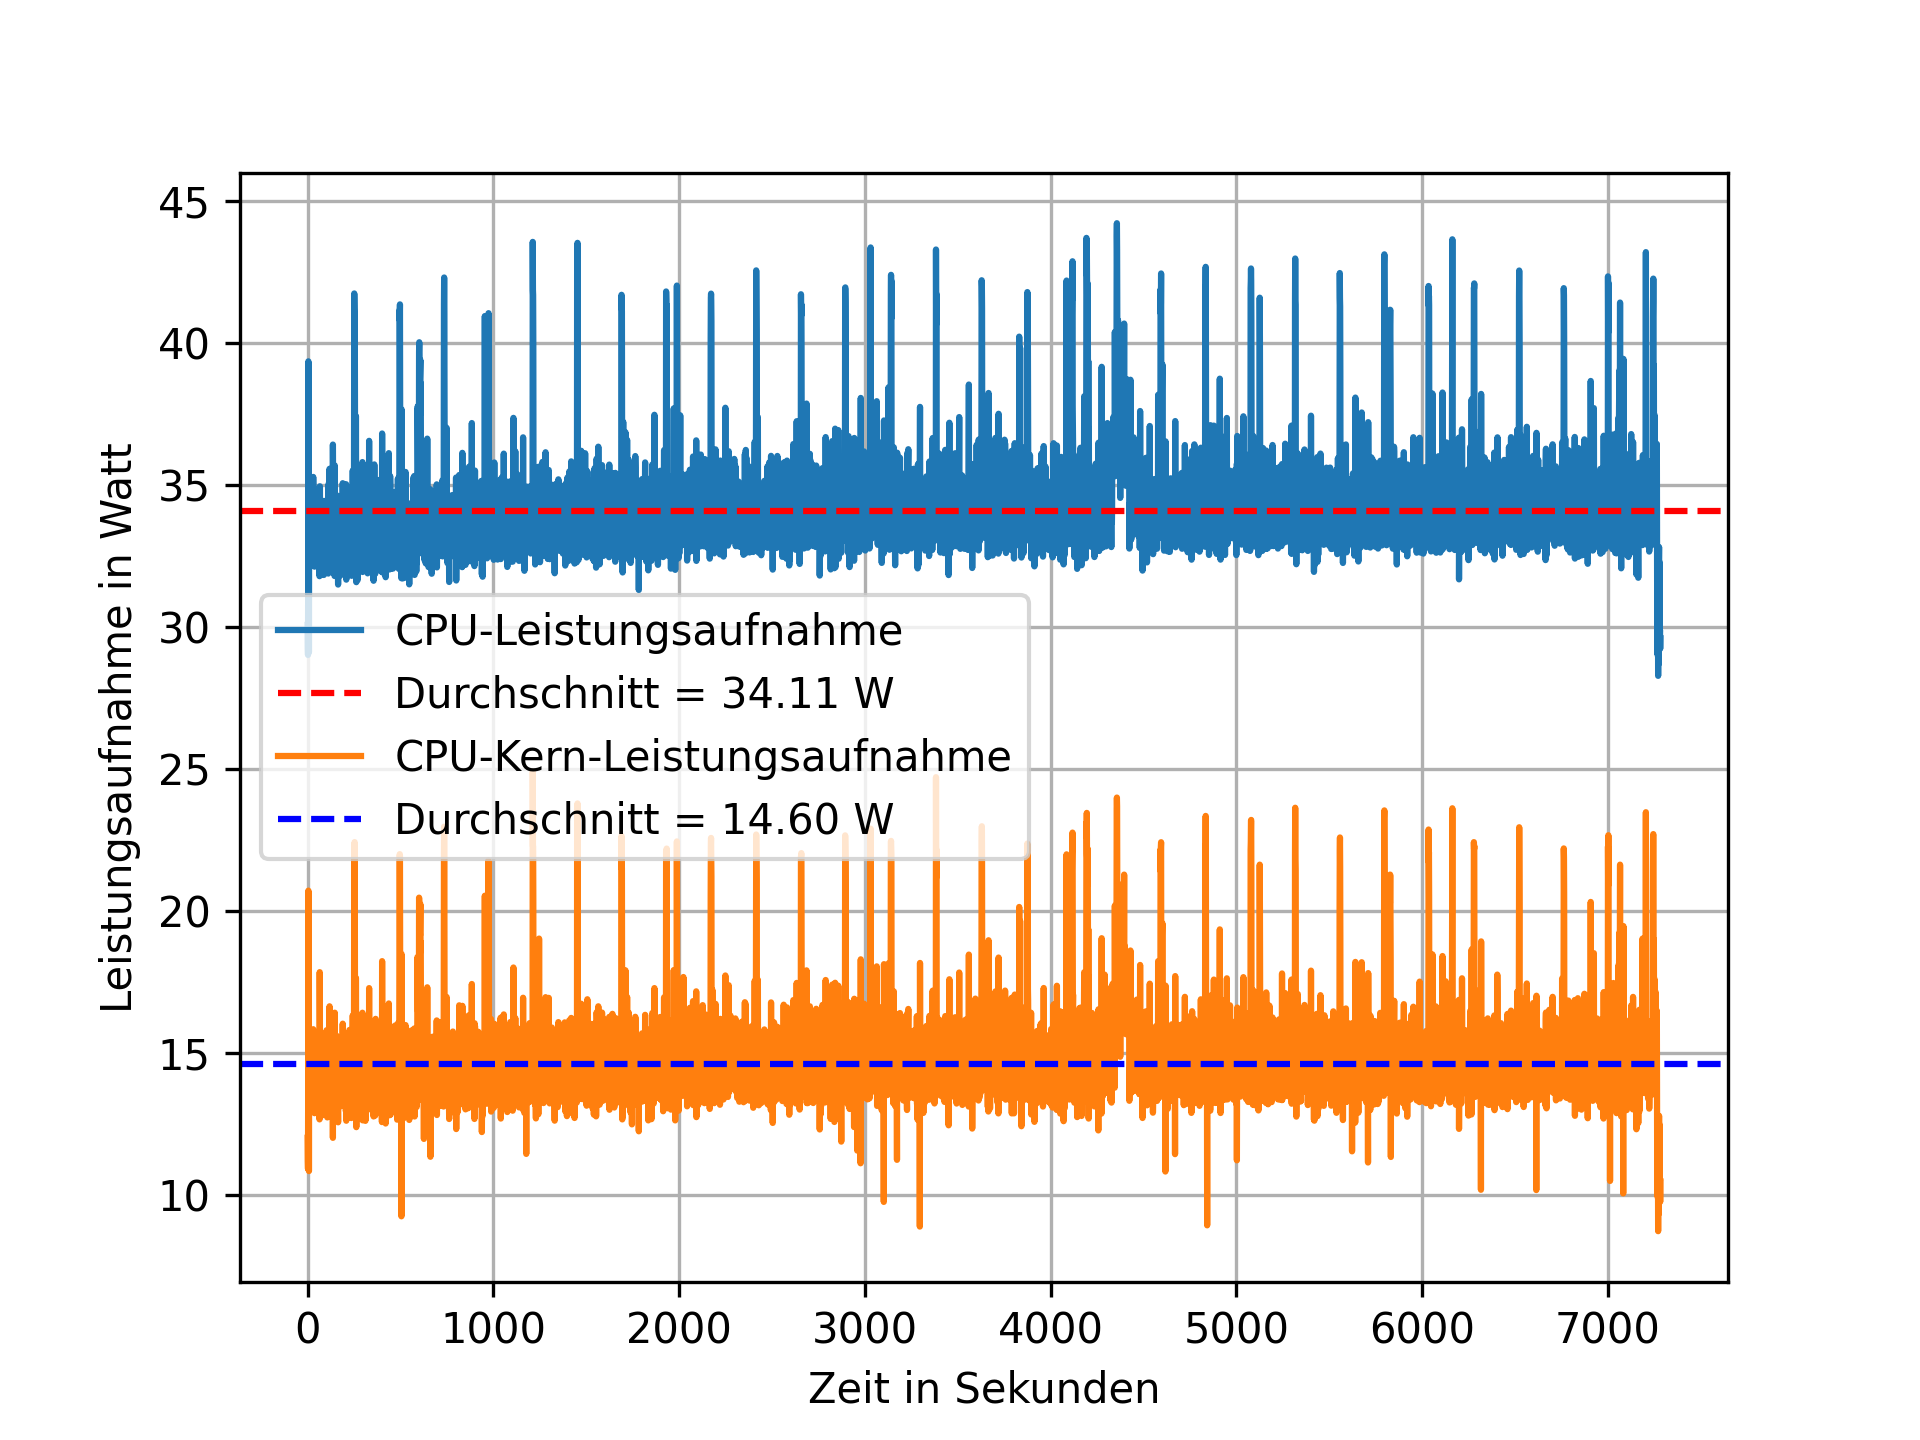 45
40
35
30
25
20
15
10
Leistungsaufnahme in Watt
CPU-Leistungsaufnahme
Durchschnitt = 34.11 W
CPU-Kern-Leistungsaufnahme
Durchschnitt = 14.60 W
0 1000 2000 3000 4000 5000 6000 7000
Zeit in Sekunden